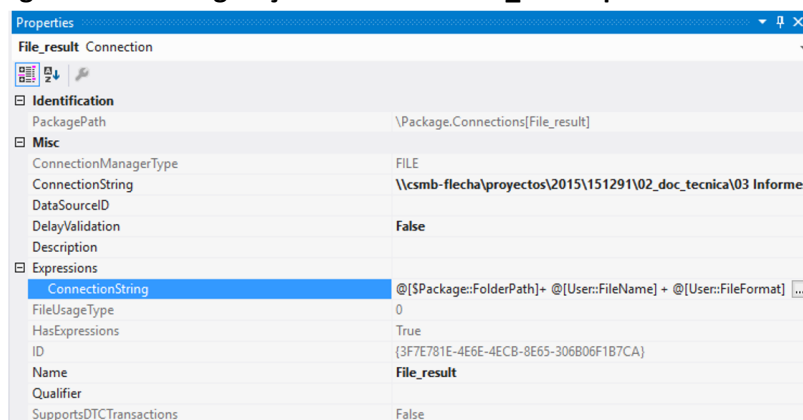 Properties
File_result Connection
Identification
PackagePath \Package.Connections[File_result]
Misc
ConnectionManagerType FILE
ConnectionString \\csmb-flecha\proyectos\2015\151291\02_doc_tecnica\03 Informe
DataSourceID
DelayValidation False
Description
Expressions
ConnectionString @[$Package::FolderPath]+ @[User::FileName] + @[User::FileFormat] ...
FileUsageType 0
HasExpressions True
ID {3F7E781E-4E6E-4ECB-8E65-306B06F1B7CA}
Name File_result
Qualifier
SupportsDTCTransactions False